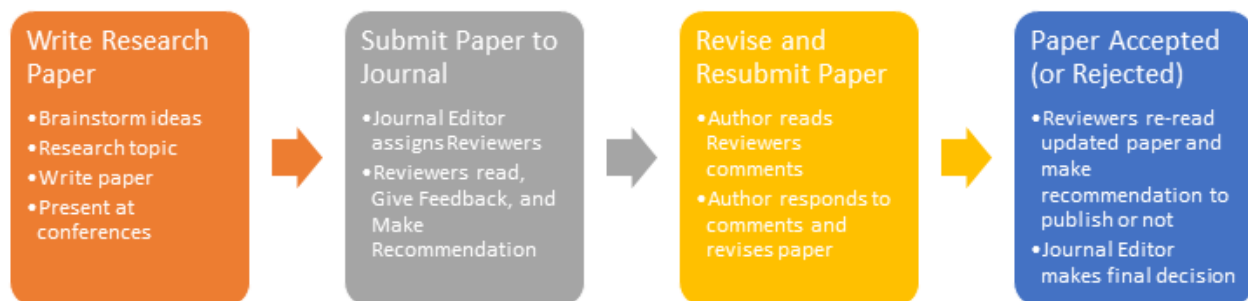 Write Research
Paper
•Brainstorm ideas
•Research topic
•Write paper
•Present at
conferences
Submit Paper to
Journal
•Journal Editor
assigns Reviewers
•Reviewers read,
Give Feedback, and
Make
Recommendation
Revise and
Resubmit Paper
•Author reads
Reviewers
comments
•Author responds to
comments and
revises paper
Paper Accepted
(or Rejected)
•Reviewers re-read
updated paper and
make
recommendation to
publish or not
•Journal Editor
makes final decision